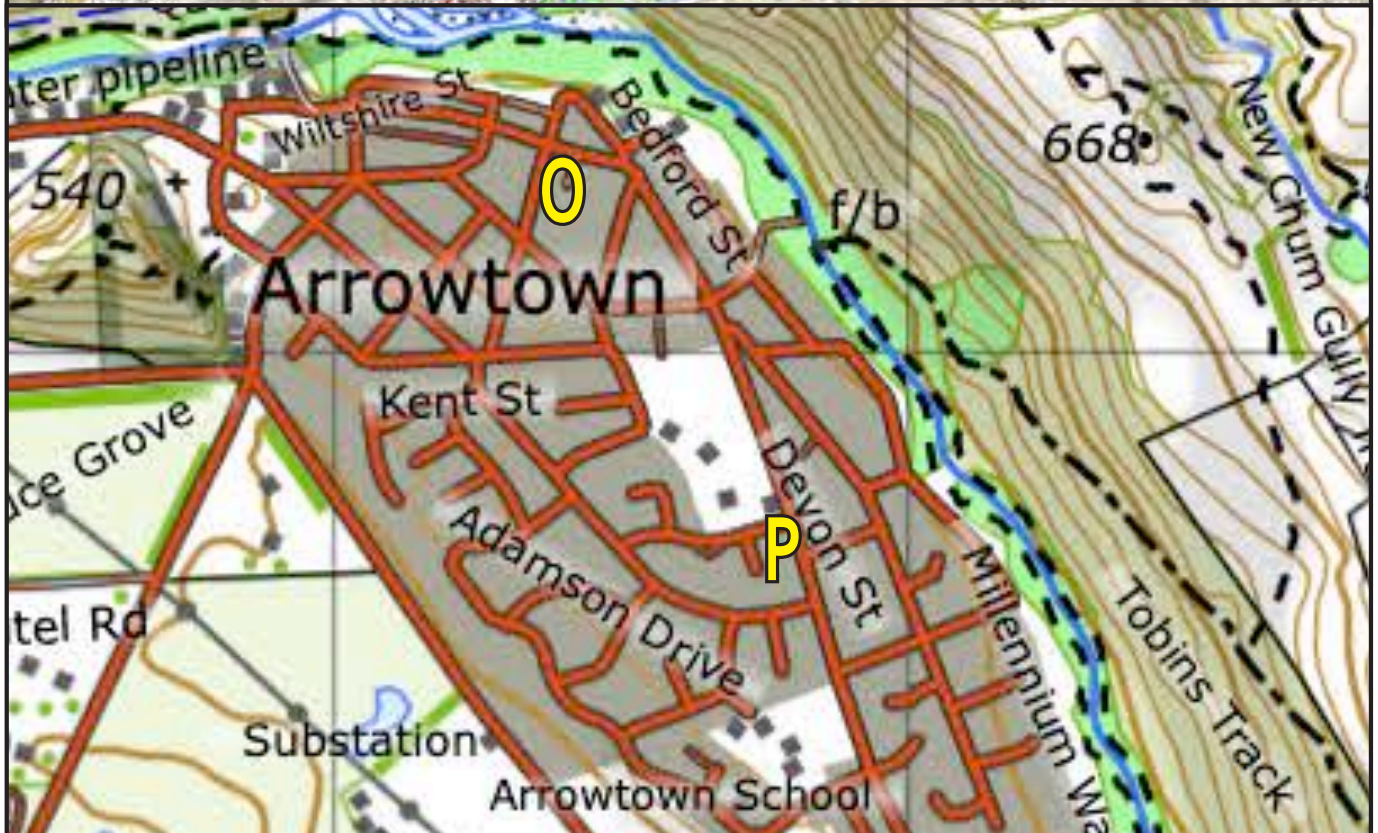 ter pipeline
Wiltshire St
Bedford St
O
668
New Chum Gully
540
f/b
Arrowtown
Kent St
Devon St
P
Adamson Drive
Millennium Wa
Tobins Track
tel Rd
Grove
Substation
Arrowtown School